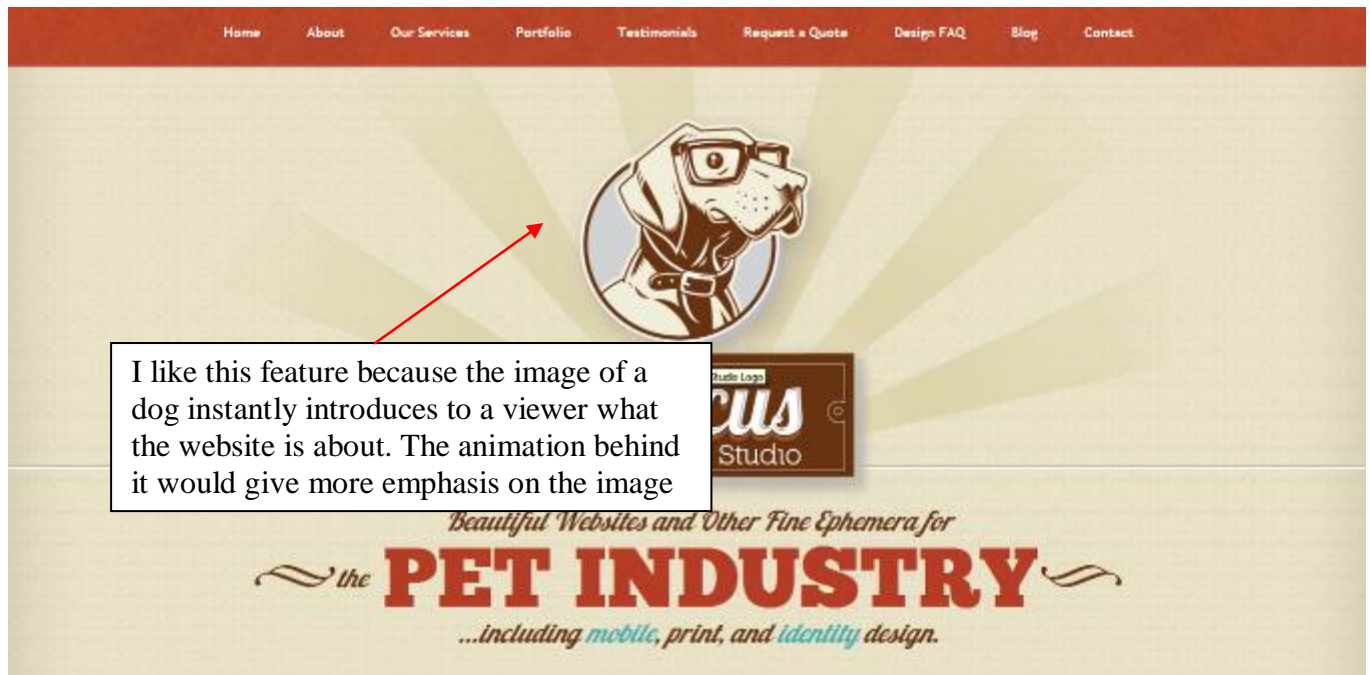 Home About Our Services Portfolio Testimonials Request a Quote Design FAQ Blog Contact
I like this feature because the image of a
dog instantly introduces to a viewer what
the website is about. The animation behind
it would give more emphasis on the image
Studio Logo
Studio
Beautiful Websites and Other Fine Ephemera for
the PET INDUSTRY
...including mobile, print, and identity design.